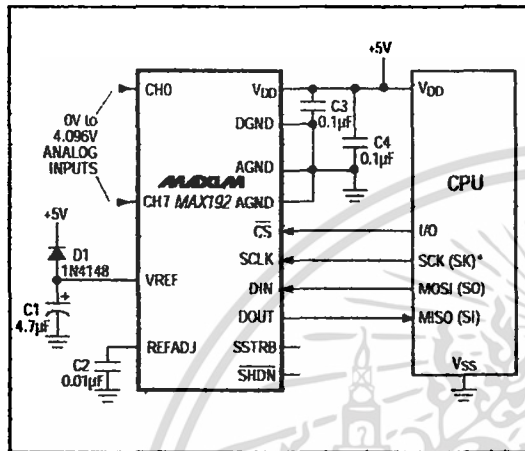 +5V
CH0
0V to
4.096V
ANALOG
INPUTS
CH7
MAXIM
MAX192
VDD
DGND
AGND
AGND
CS
SCLK
DIN
DOUT
SSTRB
SHDN
VREF
REFADJ
C3
0.1µF
C4
0.1µF
+5V
D1
1N4148
C1
+
4.7µF
C2
0.01µF
VDD
CPU
I/O
SCK (SK)*
MOSI (SO)
MISO (SI)
VSS